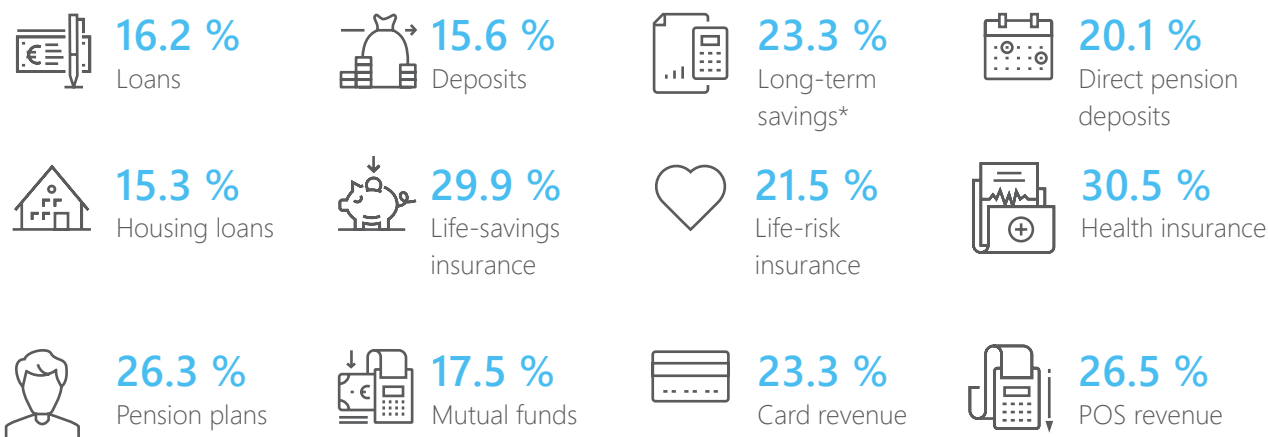 16.2 %
Loans
15.6 %
Deposits
23.3 %
Long-term
savings*
20.1 %
Direct pension
deposits
15.3 %
Housing loans
29.9 %
Life-savings
insurance
21.5 %
Life-risk
insurance
30.5 %
Health insurance
26.3 %
Pension plans
17.5 %
Mutual funds
23.3 %
Card revenue
26.5 %
POS revenue